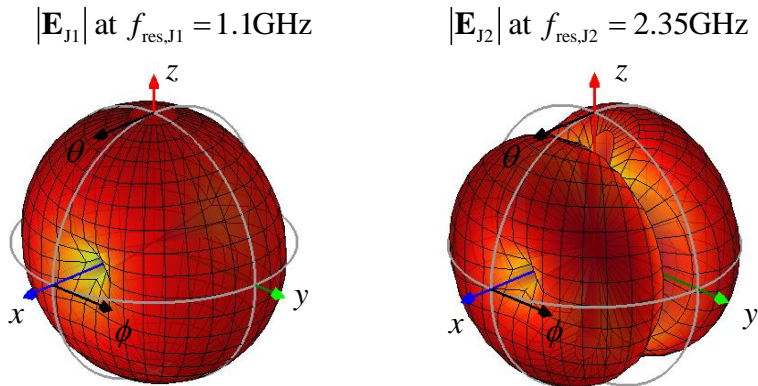 |E_J1| at f_res,J1 = 1.1GHz
|E_J2| at f_res,J2 = 2.35GHz
z
θ
x
ϕ
y
z
θ
x
ϕ
y